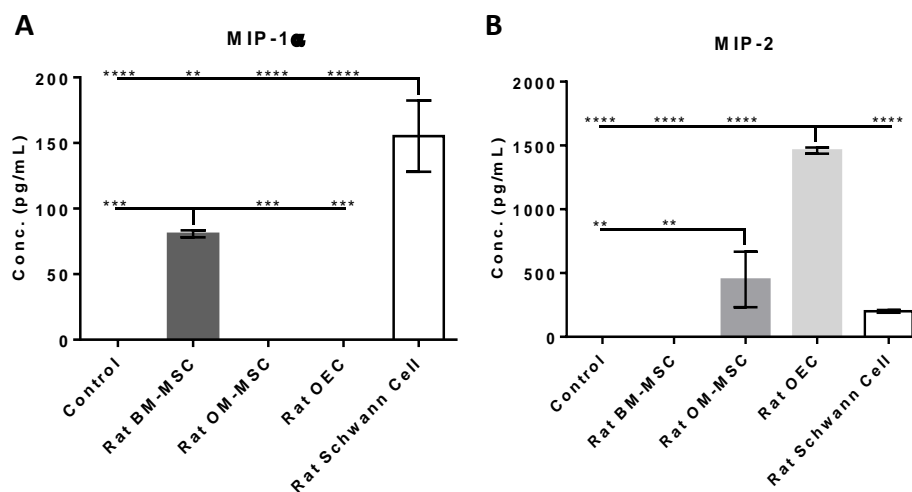 A
B
MIP-1α
MIP-2
Conc. (pg/mL)
200
150
100
50
0
**** ** **** ****
*** *** ***
Control
Rat BM-MSC
Rat OM-MSC
Rat OEC
Rat Schwann Cell
Conc. (pg/mL)
2000
1500
1000
500
0
**** **** **** ****
** **
Control
Rat BM-MSC
Rat OM-MSC
Rat OEC
Rat Schwann Cell